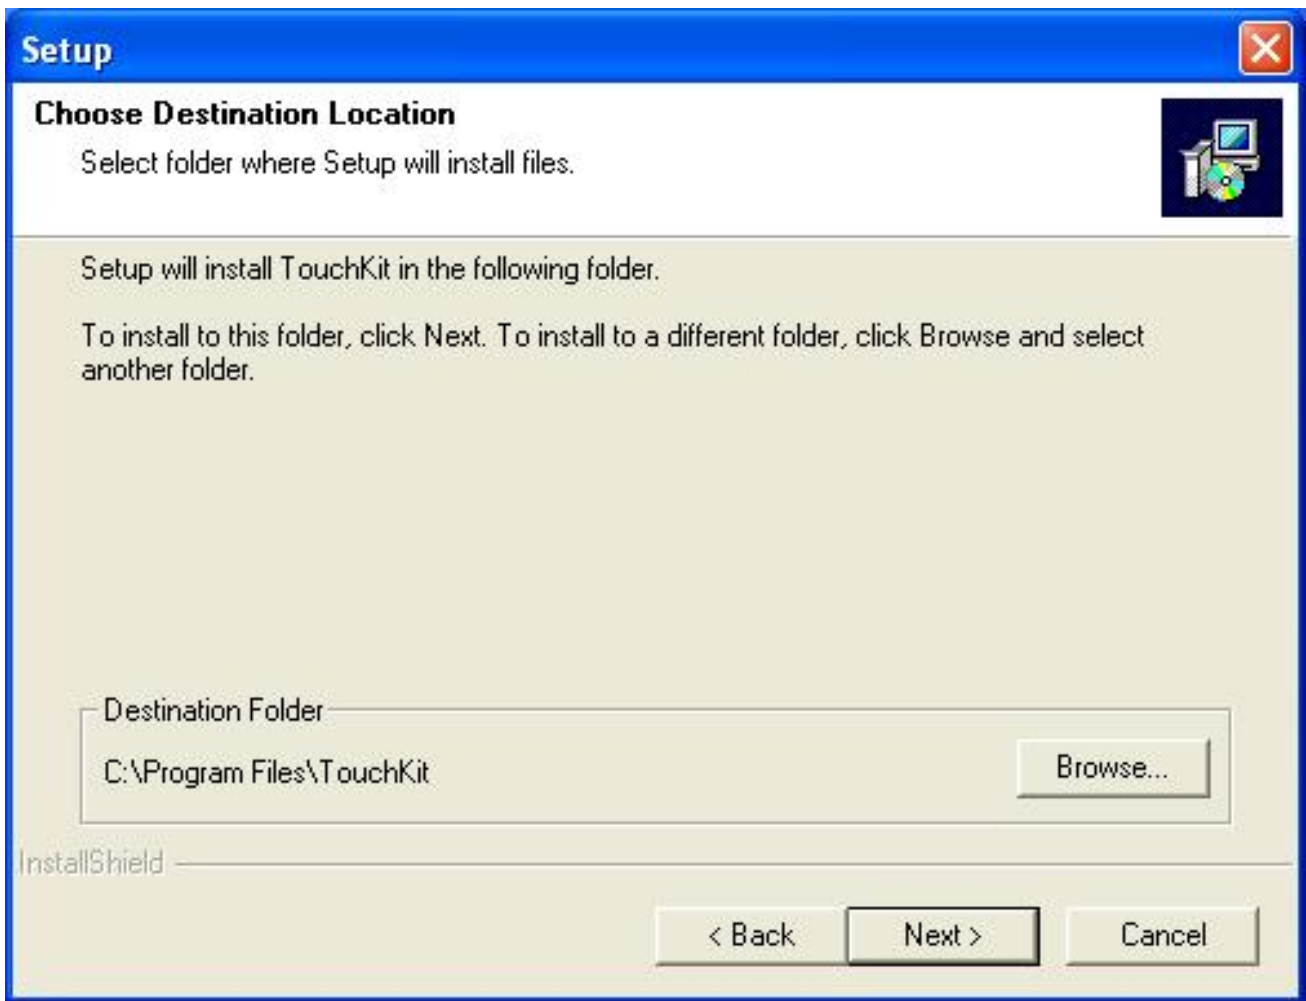 Setup
Choose Destination Location
Select folder where Setup will install files.
Setup will install TouchKit in the following folder.
To install to this folder, click Next. To install to a different folder, click Browse and select
another folder.
Destination Folder
C:\Program Files\TouchKit
Browse...
InstallShield
< Back
Next >
Cancel